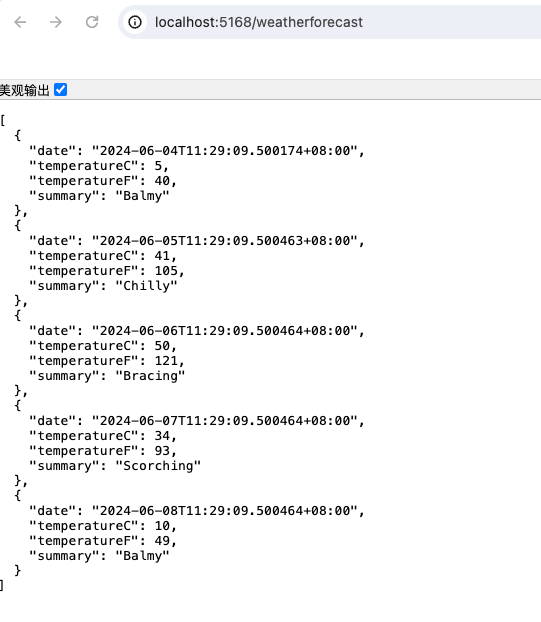 localhost:5168/weatherforecast
美观输出
[
  {
    "date": "2024-06-04T11:29:09.500174+08:00",
    "temperatureC": 5,
    "temperatureF": 40,
    "summary": "Balmy"
  },
  {
    "date": "2024-06-05T11:29:09.500463+08:00",
    "temperatureC": 41,
    "temperatureF": 105,
    "summary": "Chilly"
  },
  {
    "date": "2024-06-06T11:29:09.500464+08:00",
    "temperatureC": 50,
    "temperatureF": 121,
    "summary": "Bracing"
  },
  {
    "date": "2024-06-07T11:29:09.500464+08:00",
    "temperatureC": 34,
    "temperatureF": 93,
    "summary": "Scorching"
  },
  {
    "date": "2024-06-08T11:29:09.500464+08:00",
    "temperatureC": 10,
    "temperatureF": 49,
    "summary": "Balmy"
  }
]